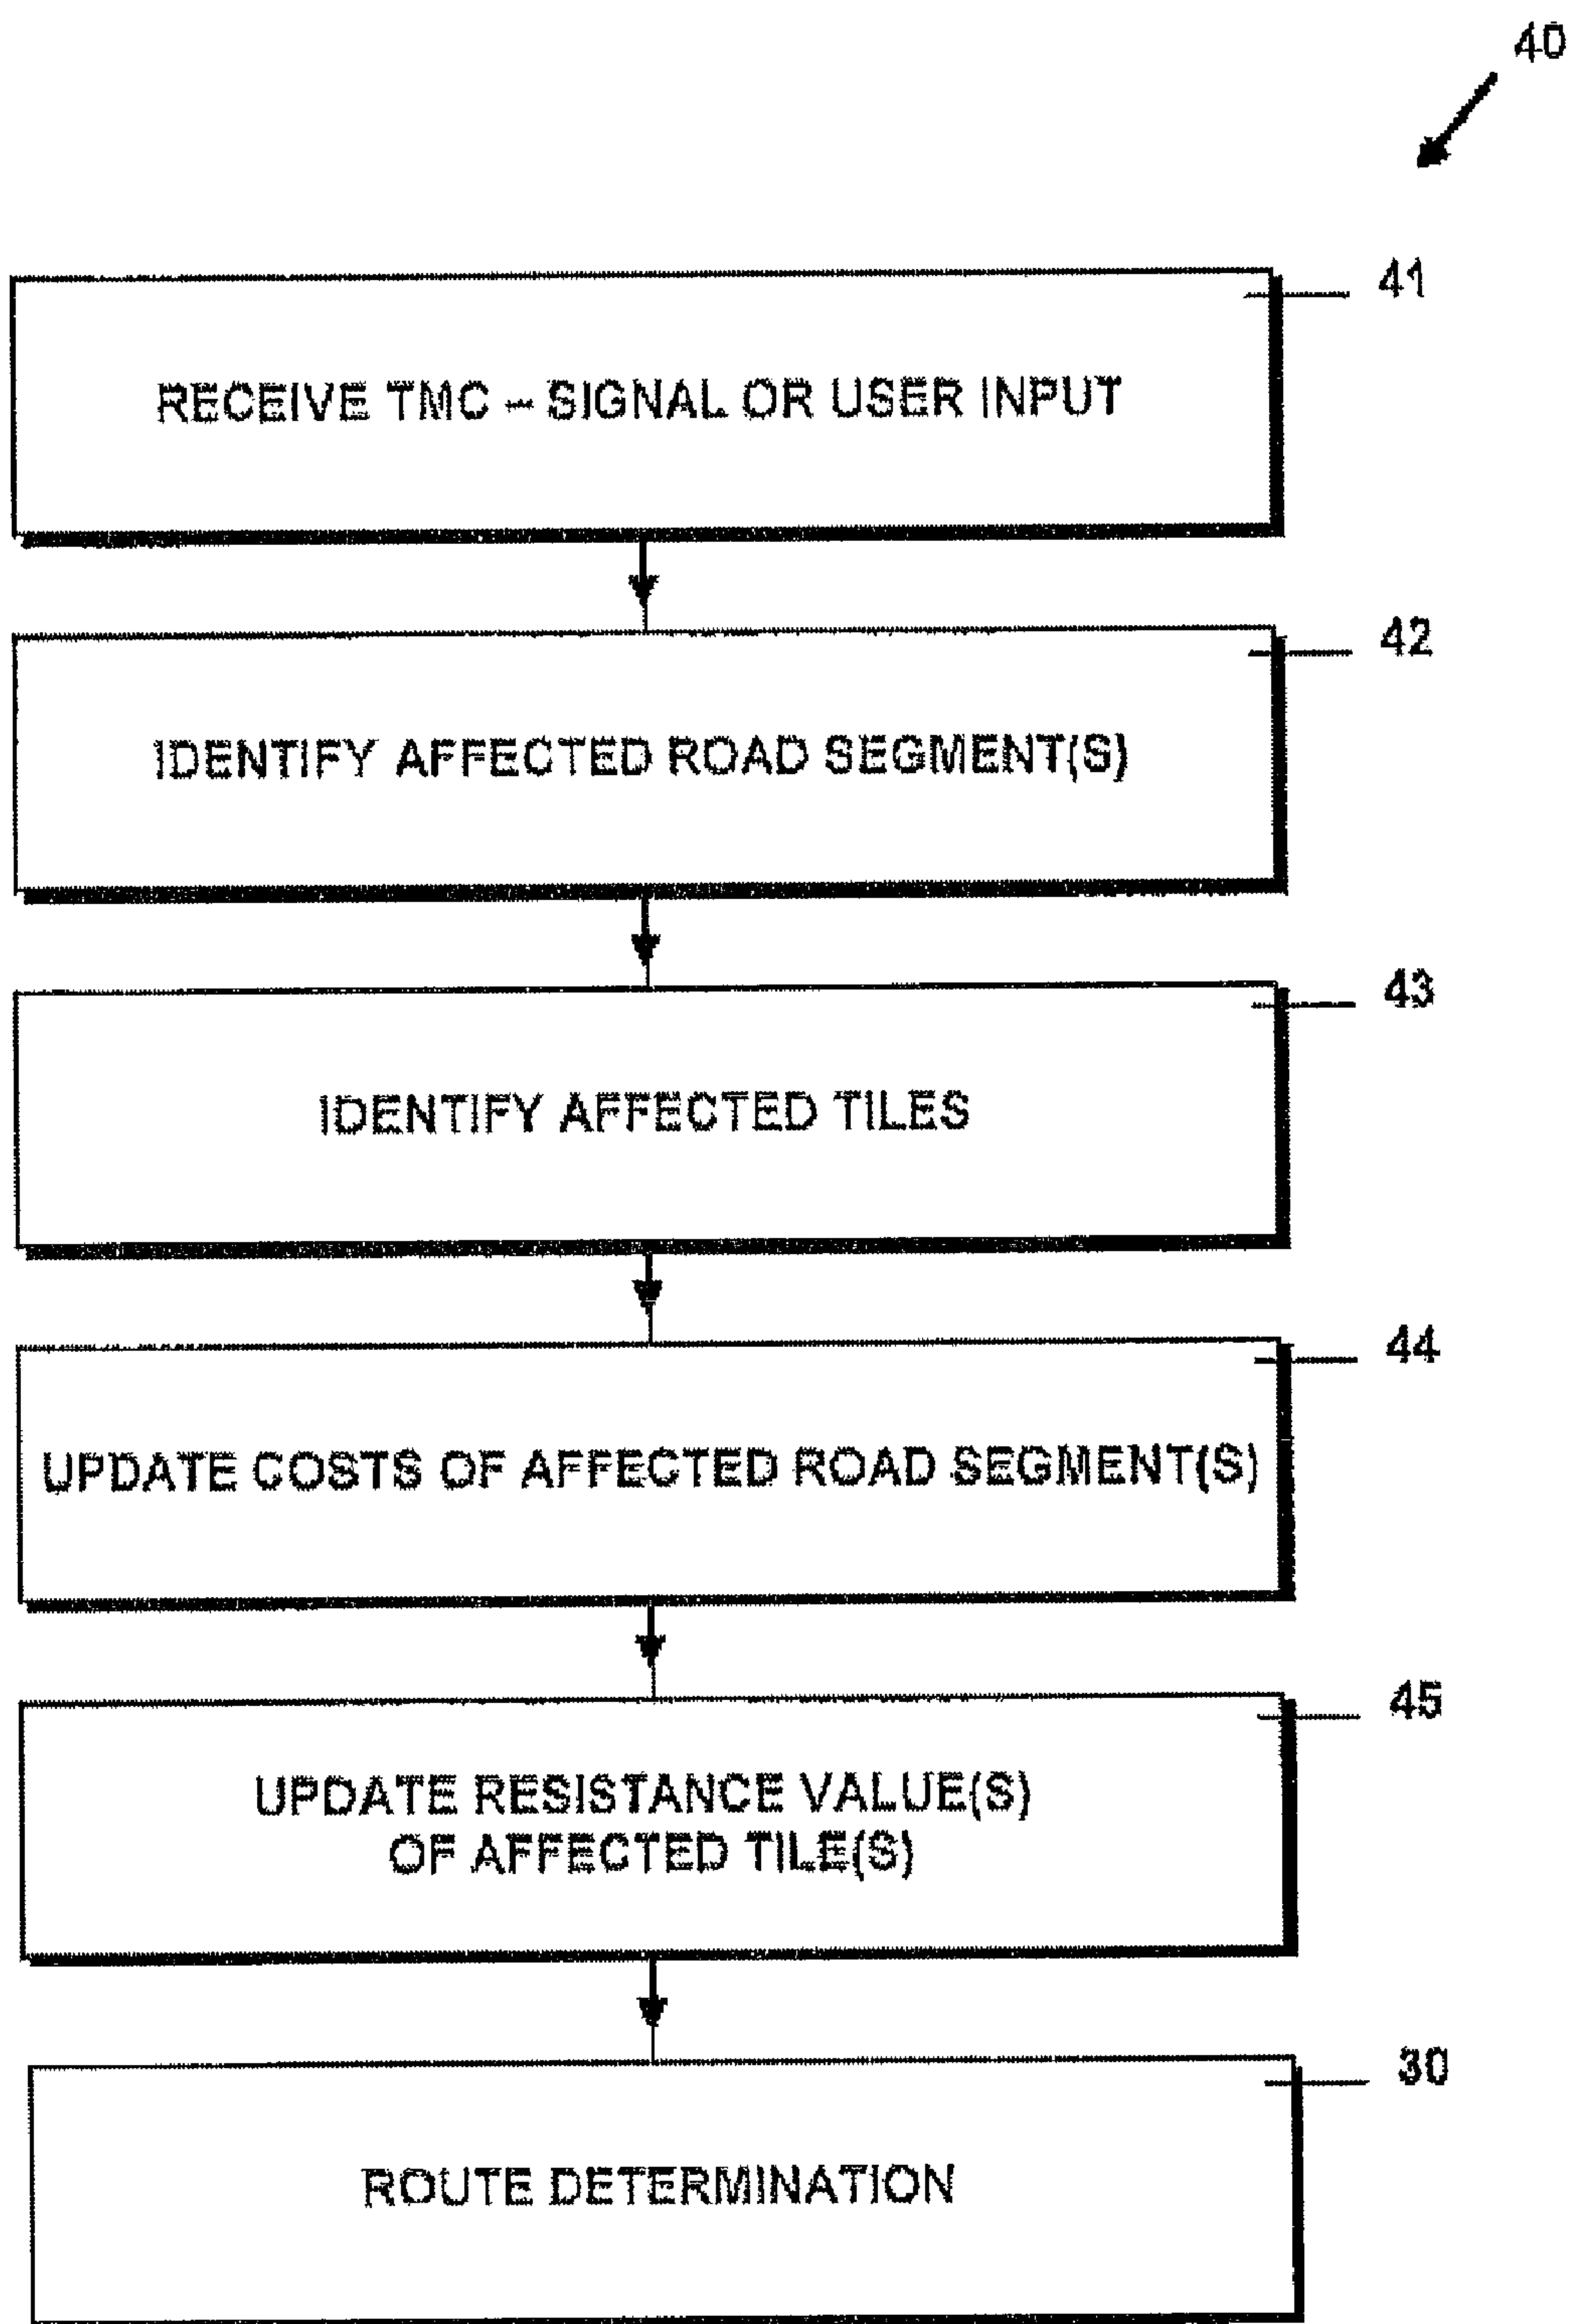 40
41
RECEIVE TMC – SIGNAL OR USER INPUT
42
IDENTIFY AFFECTED ROAD SEGMENT(S)
43
IDENTIFY AFFECTED TILES
44
UPDATE COSTS OF AFFECTED ROAD SEGMENT(S)
45
UPDATE RESISTANCE VALUE(S)
OF AFFECTED TILE(S)
30
ROUTE DETERMINATION